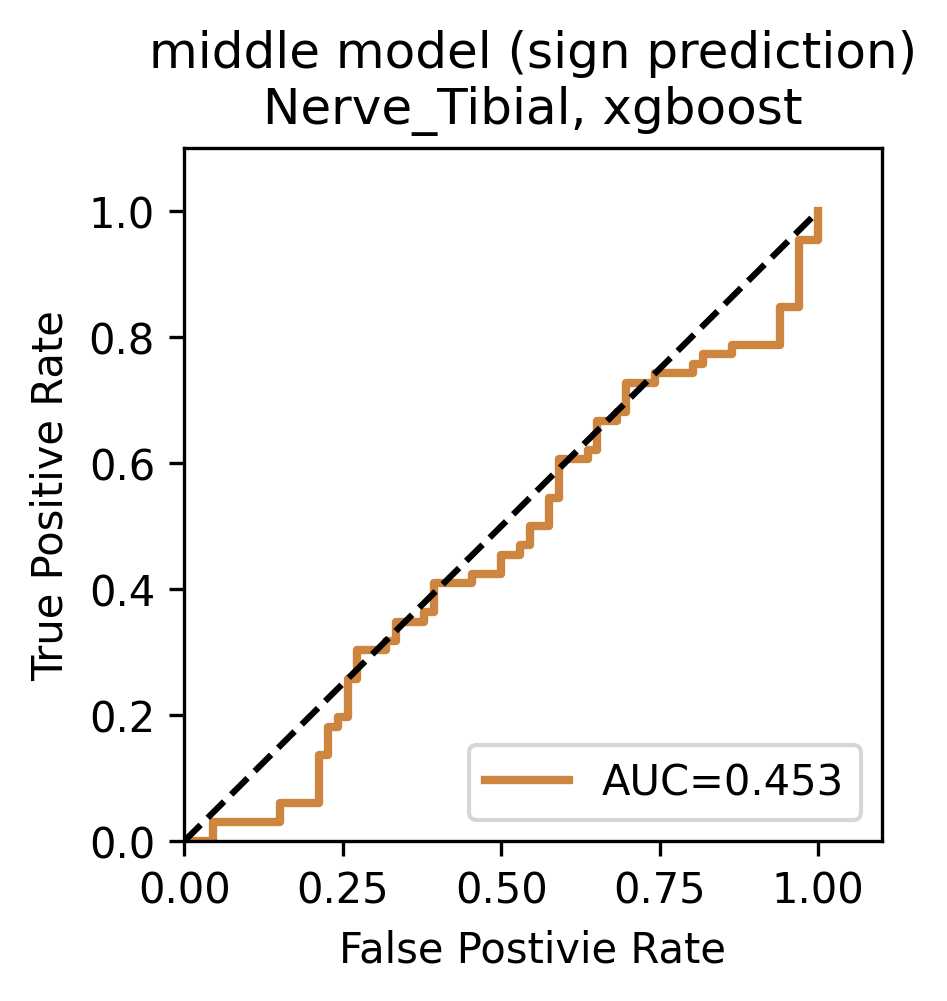 middle model (sign prediction)
Nerve_Tibial, xgboost
True Positive Rate
1.0
0.8
0.6
0.4
0.2
0.0
AUC=0.453
0.00 0.25 0.50 0.75 1.00
False Postivie Rate